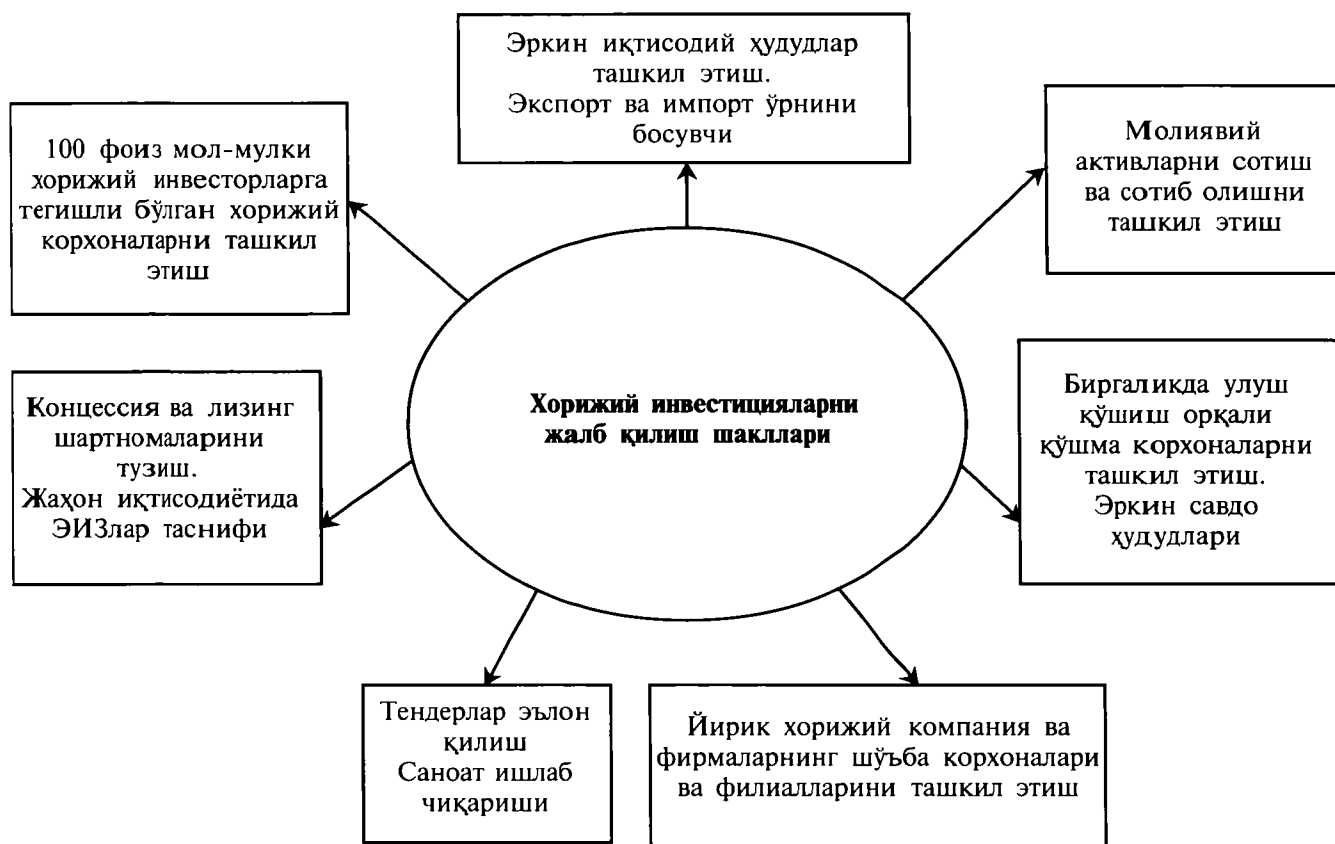 Эркин иқтисодий ҳудудлар
ташкил этиш.
Экспорт ва импорт ўрнини
босувчи
100 фоиз мол-мулки
хорижий инвесторларга
тегишли бўлган хорижий
корхоналарни ташкил
этиш
Молиявий
активларни сотиш
ва сотиб олишни
ташкил этиш
Хорижий инвестицияларни
жалб қилиш шакллари
Концессия ва лизинг
шартномаларини
тузиш.
Жаҳон иқтисодиётида
ЭИЗлар таснифи
Биргаликда улуш
қўшиш орқали
қўшма корхоналарни
ташкил этиш.
Эркин савдо
ҳудудлари
Тендерлар эълон
қилиш
Саноат ишлаб
чиқариши
Йирик хорижий компания ва
фирмаларнинг шўъба корхоналари
ва филиалларини ташкил этиш